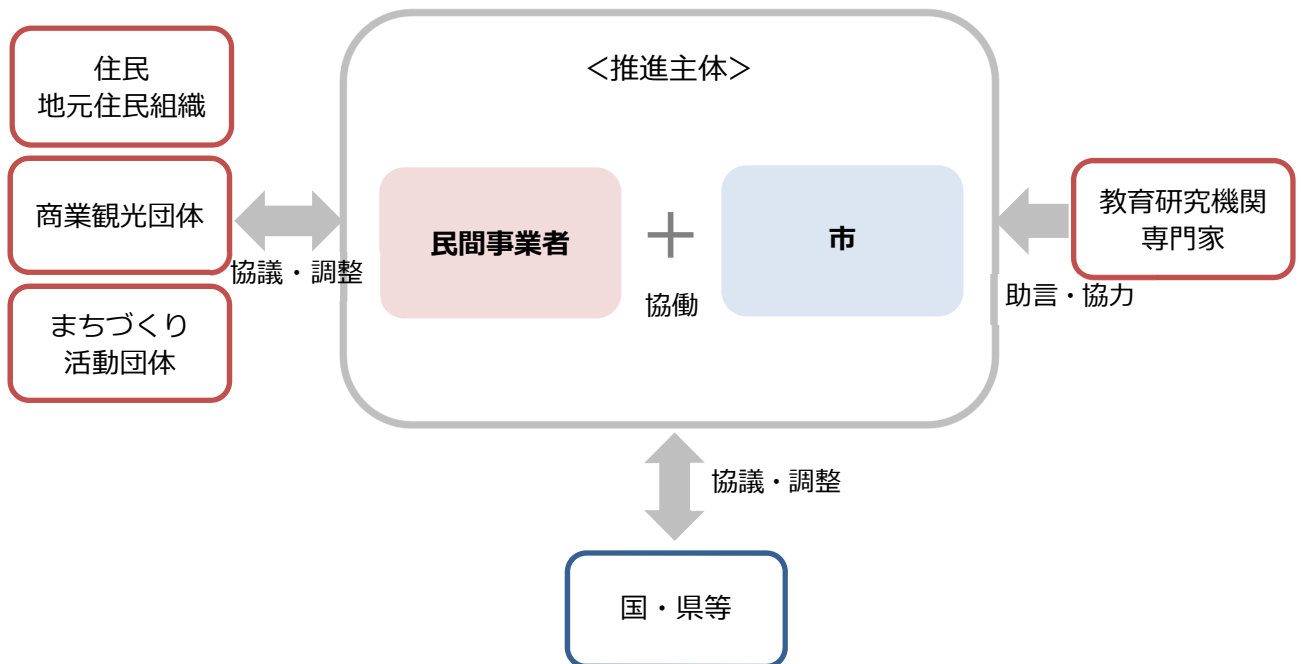 住民
地元住民組織
商業観光団体
まちづくり
活動団体
協議・調整
＜推進主体＞
民間事業者
＋
協働
市
教育研究機関
専門家
助言・協力
協議・調整
国・県等